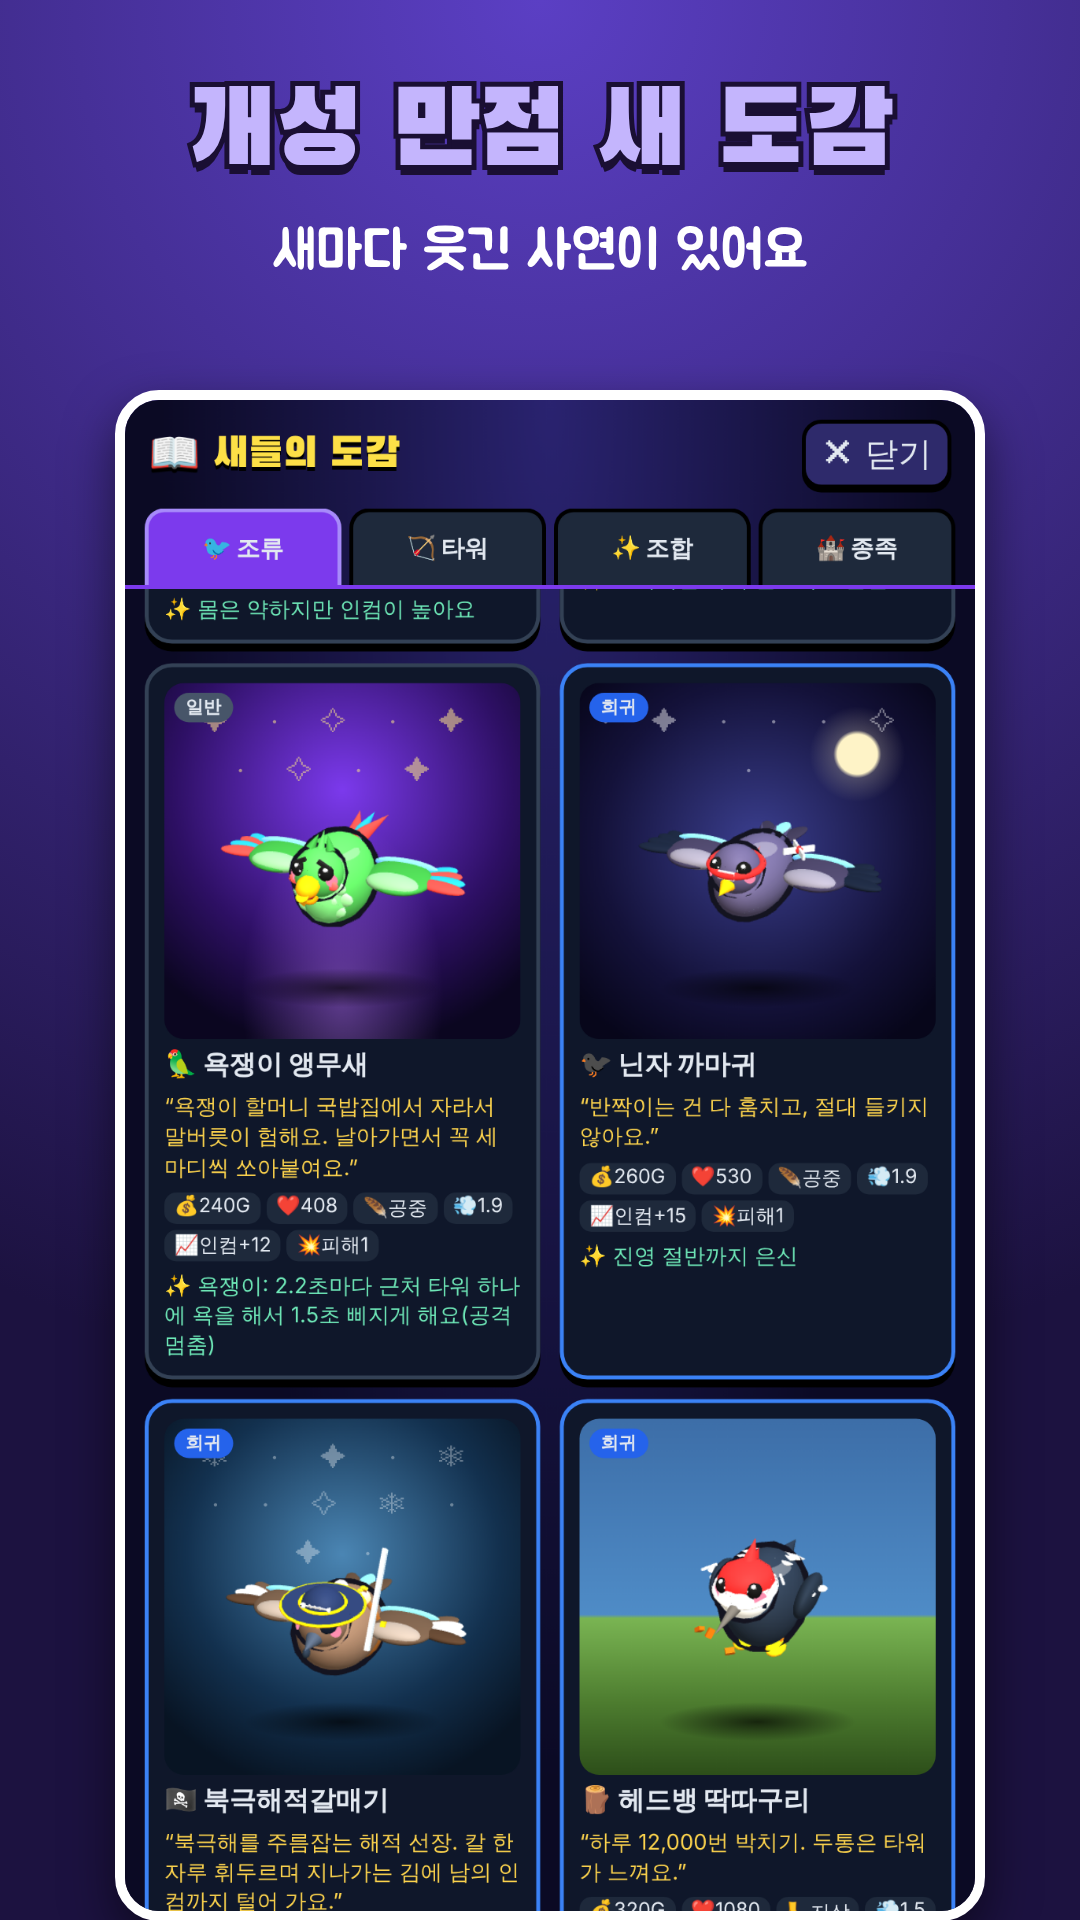 개성 만점 새 도감
새마다 웃긴 사연이 있어요
📖 새들의 도감
✕ 닫기
🐦 조류
🏹 타워
✨ 조합
🏰 종족
✨ 몸은 약하지만 인컴이 높아요
일반
🦜 욕쟁이 앵무새
“욕쟁이 할머니 국밥집에서 자라서
말버릇이 험해요. 날아가면서 꼭 세
마디씩 쏘아붙여요.”
💰240G ❤️408 🪶공중 💨1.9
📈인컴+12 💥피해1
✨ 욕쟁이: 2.2초마다 근처 타워 하나
에 욕을 해서 1.5초 삐지게 해요(공격
멈춤)
희귀
🐦‍⬛ 닌자 까마귀
“반짝이는 건 다 훔치고, 절대 들키지
않아요.”
💰260G ❤️530 🪶공중 💨1.9
📈인컴+15 💥피해1
✨ 진영 절반까지 은신
희귀
🏴‍☠️ 북극해적갈매기
“북극해를 주름잡는 해적 선장. 칼 한
자루 휘두르며 지나가는 김에 남의 인
컴까지 털어 가요.”
희귀
🪵 헤드뱅 딱따구리
“하루 12,000번 박치기. 두통은 타워
가 느껴요.”
💰320G ❤️1080 🦶지상 💨1.5